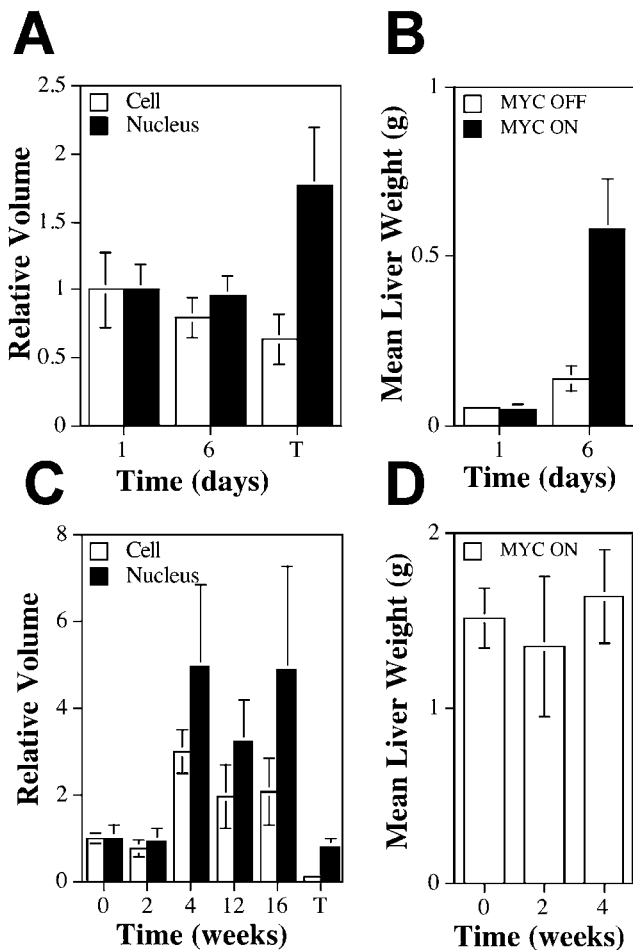 A
Relative Volume
2.5
2
1.5
1
0.5
0
Cell
Nucleus
1 6 T
Time (days)
B
Mean Liver Weight (g)
1
0.5
0
MYC OFF
MYC ON
1 6
Time (days)
C
Relative Volume
8
6
4
2
0
Cell
Nucleus
0 2 4 12 16 T
Time (weeks)
D
Mean Liver Weight (g)
2
1
0
MYC ON
0 2 4
Time (weeks)